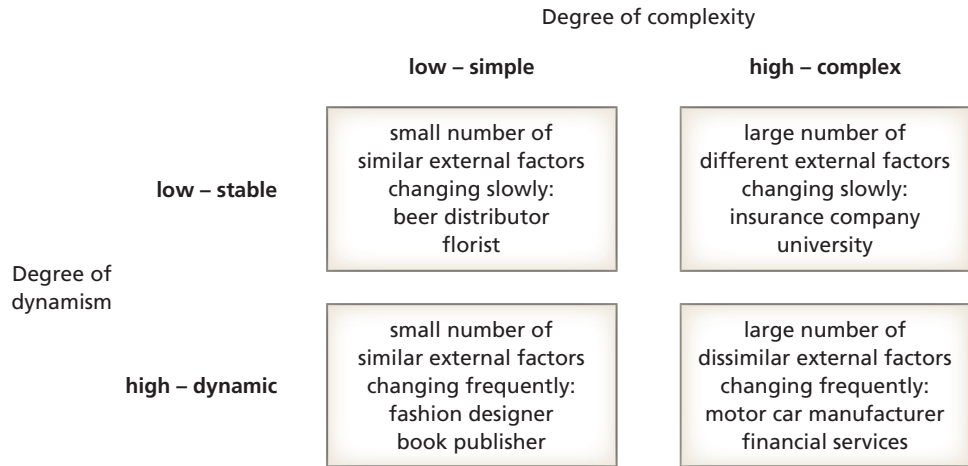 Degree of complexity
low – simple
high – complex
low – stable
small number of
similar external factors
changing slowly:
beer distributor
florist
large number of
different external factors
changing slowly:
insurance company
university
Degree of
dynamism
high – dynamic
small number of
similar external factors
changing frequently:
fashion designer
book publisher
large number of
dissimilar external factors
changing frequently:
motor car manufacturer
financial services